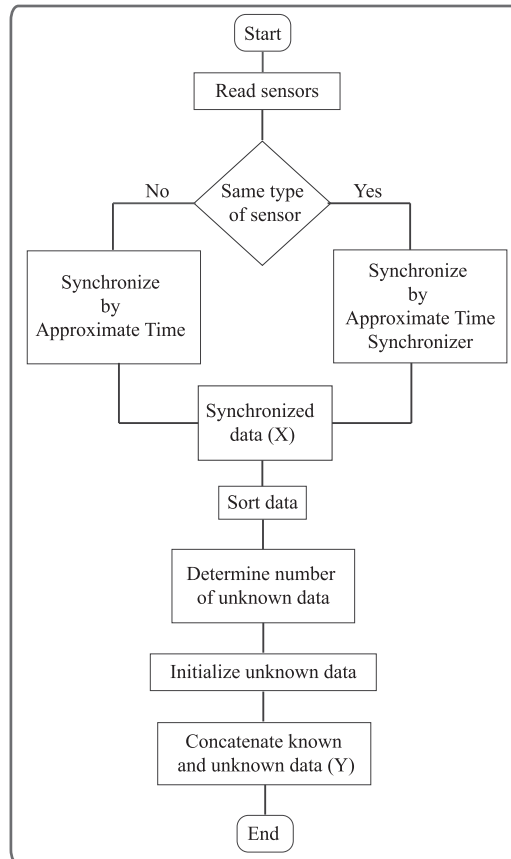 Start
Read sensors
Same type
of sensor
No
Yes
Synchronize
by
Approximate Time
Synchronize
by
Approximate Time
Synchronizer
Synchronized
data (X)
Sort data
Determine number
of unknown data
Initialize unknown data
Concatenate known
and unknown data (Y)
End